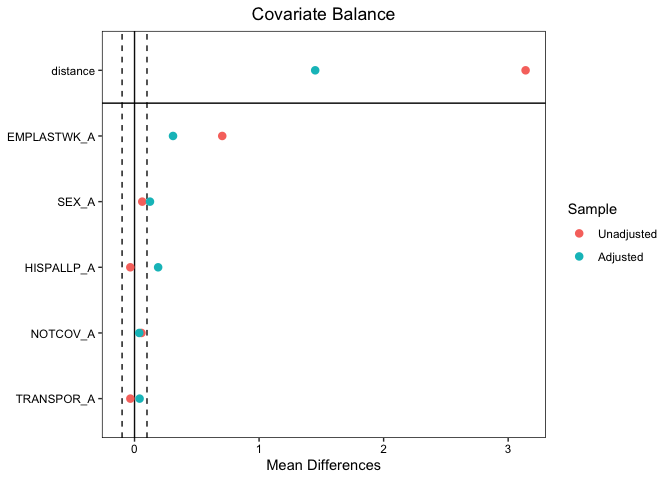 Covariate Balance
distance
EMPLASTWK_A
SEX_A
HISPALLP_A
NOTCOV_A
TRANSPOR_A
0 1 2 3
Mean Differences
Sample
Unadjusted
Adjusted